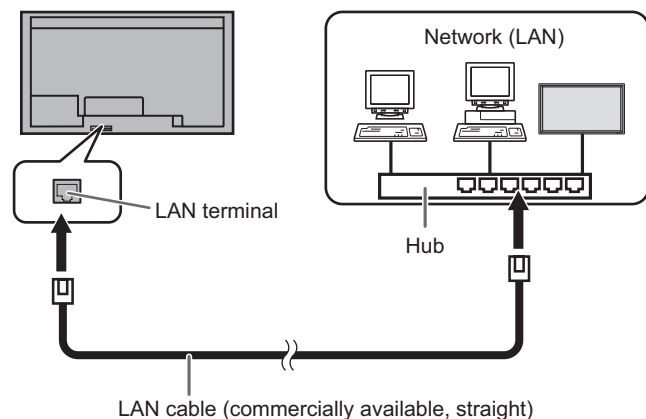 Network (LAN)
LAN terminal
Hub
LAN cable (commercially available, straight)